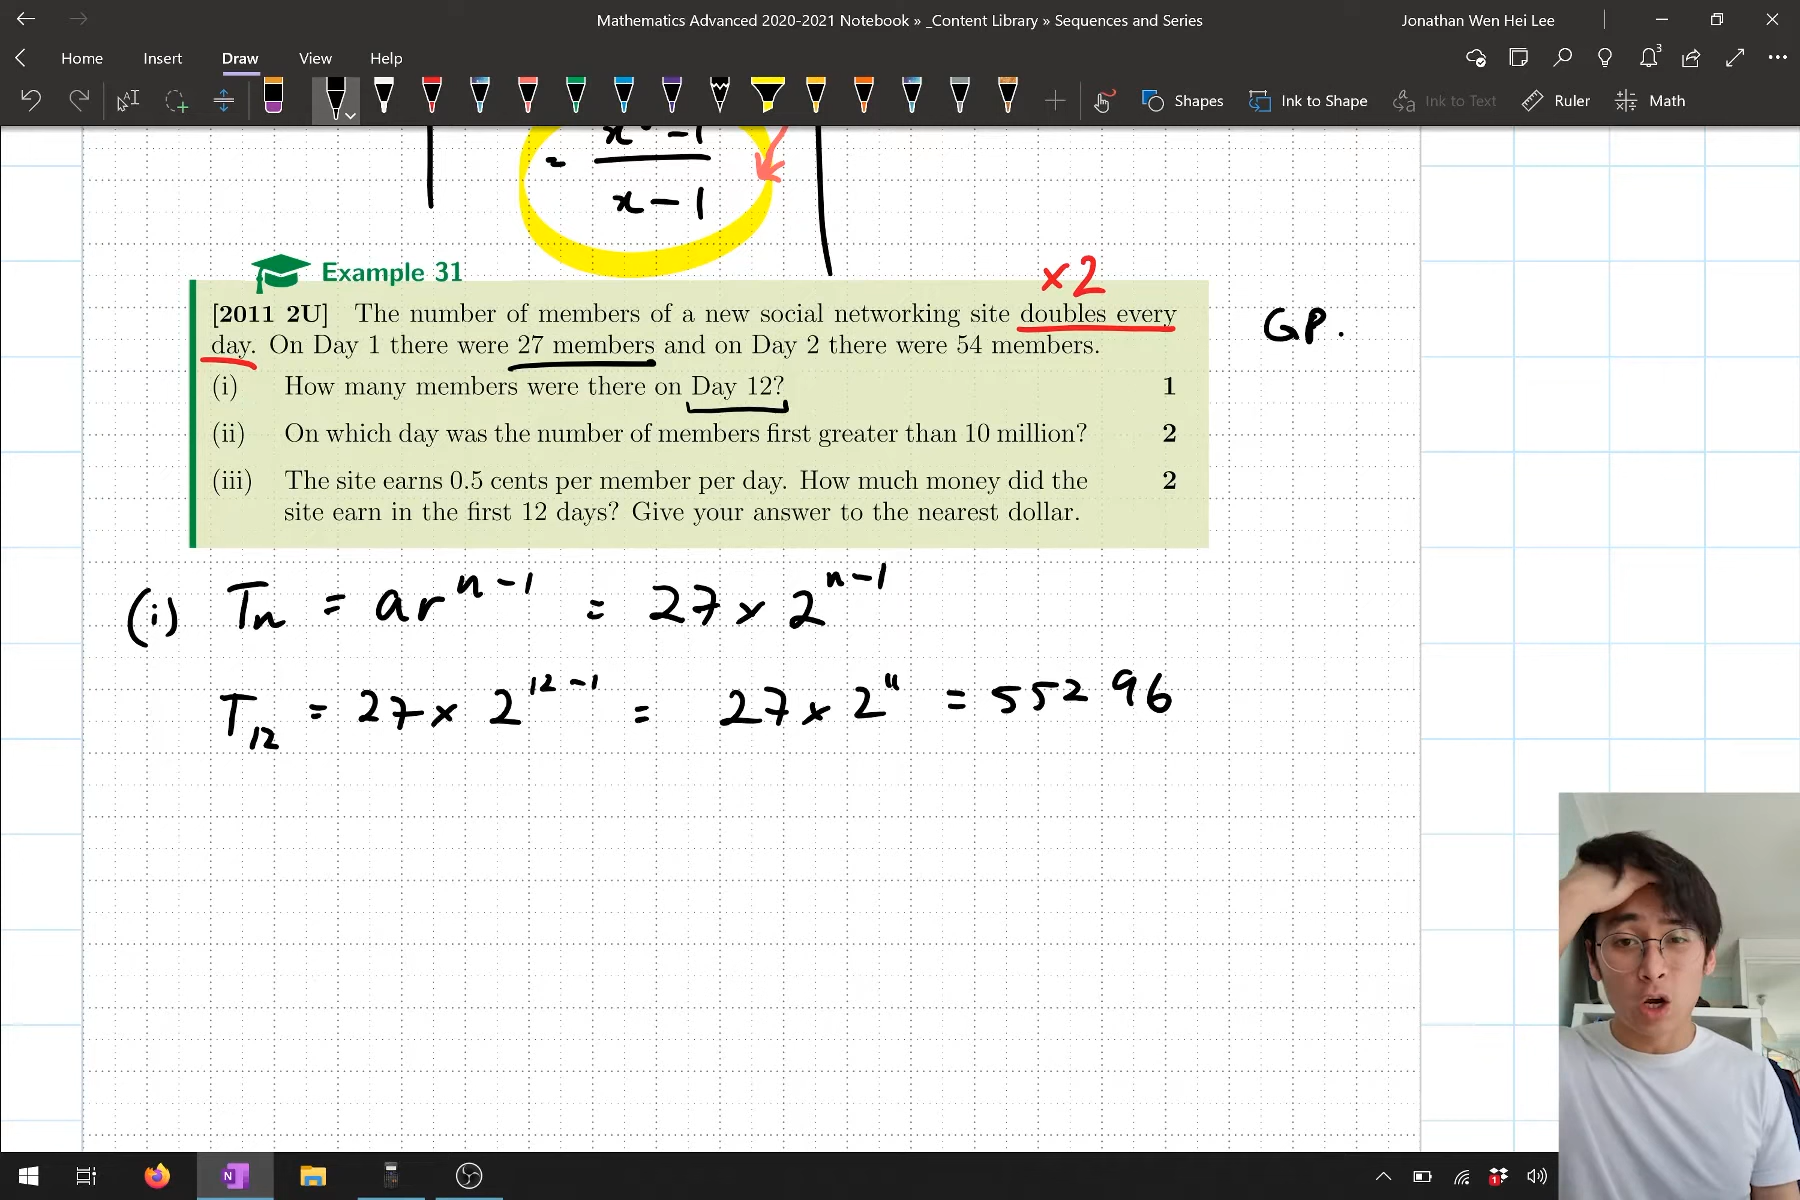 Mathematics Advanced 2020-2021 Notebook » _Content Library » Sequences and Series
Jonathan Wen Hei Lee
Home Insert Draw View Help
3
Shapes Ink to Shape Ink to Text Ruler Math
= x − 1
x − 1
Example 31
×2
[2011 2U] The number of members of a new social networking site doubles every
day. On Day 1 there were 27 members and on Day 2 there were 54 members.
GP.
(i) How many members were there on Day 12? 1
(ii) On which day was the number of members first greater than 10 million? 2
(iii) The site earns 0.5 cents per member per day. How much money did the 2
site earn in the first 12 days? Give your answer to the nearest dollar.
(i) Tn = ar^n−1 = 27 × 2^n−1
T12 = 27 × 2^12−1 = 27 × 2^11 = 55296
N
1